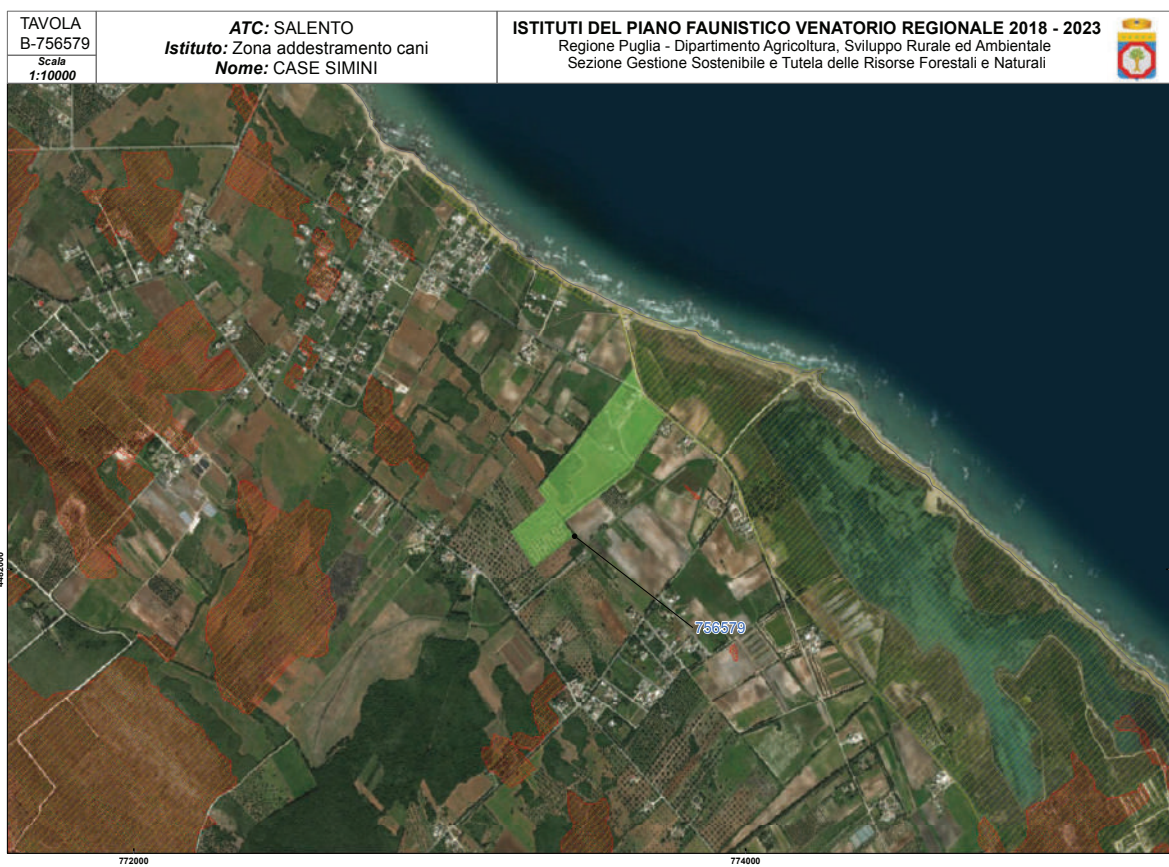 TAVOLA
B-756579
Scala
1:10000
ATC: SALENTO
Istituto: Zona addestramento cani
Nome: CASE SIMINI
ISTITUTI DEL PIANO FAUNISTICO VENATORIO REGIONALE 2018 - 2023
Regione Puglia - Dipartimento Agricoltura, Sviluppo Rurale ed Ambientale
Sezione Gestione Sostenibile e Tutela delle Risorse Forestali e Naturali
756579
772000
774000